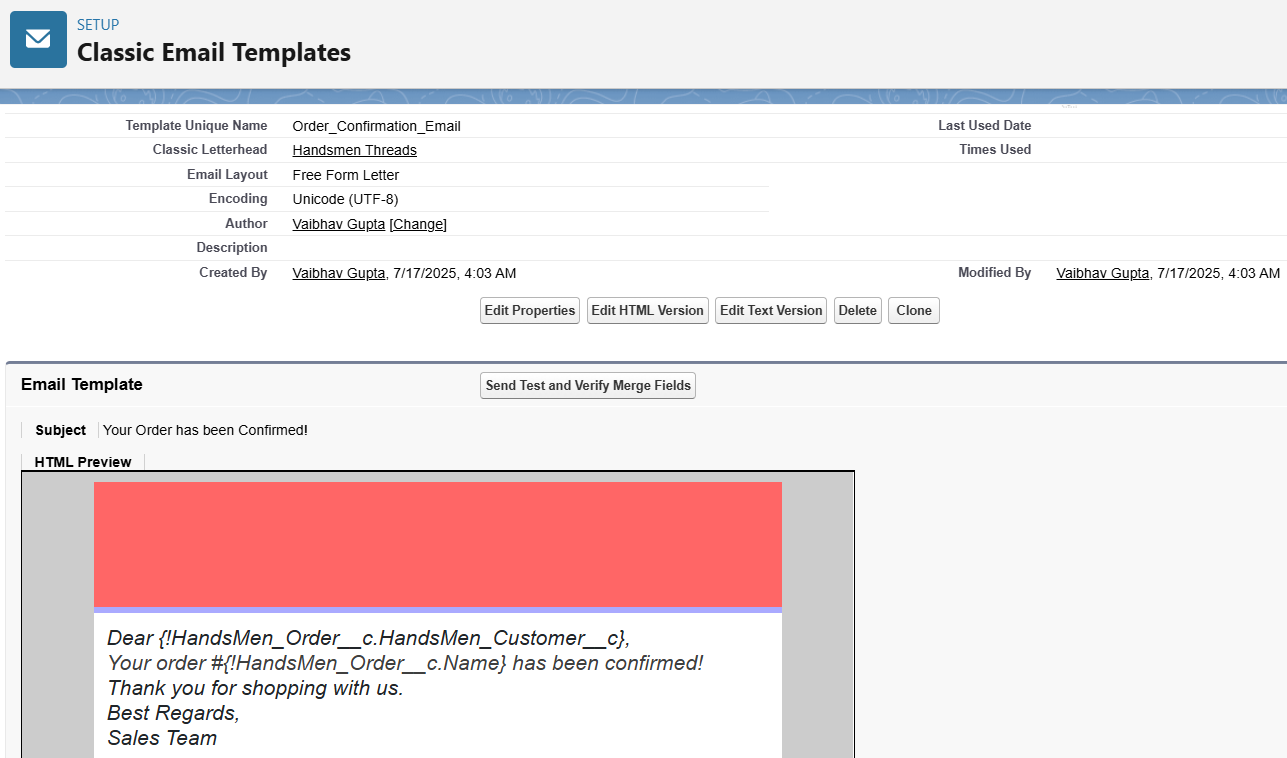 SETUP
Classic Email Templates
Template Unique Name Order_Confirmation_Email Last Used Date
Classic Letterhead Handsmen Threads Times Used
Email Layout Free Form Letter
Encoding Unicode (UTF-8)
Author Vaibhav Gupta [Change]
Description
Created By Vaibhav Gupta, 7/17/2025, 4:03 AM Modified By Vaibhav Gupta, 7/17/2025, 4:03 AM
Edit Properties Edit HTML Version Edit Text Version Delete Clone
Email Template Send Test and Verify Merge Fields
Subject Your Order has been Confirmed!
HTML Preview
Dear {!HandsMen_Order__c.HandsMen_Customer__c},
Your order #{!HandsMen_Order__c.Name} has been confirmed!
Thank you for shopping with us.
Best Regards,
Sales Team